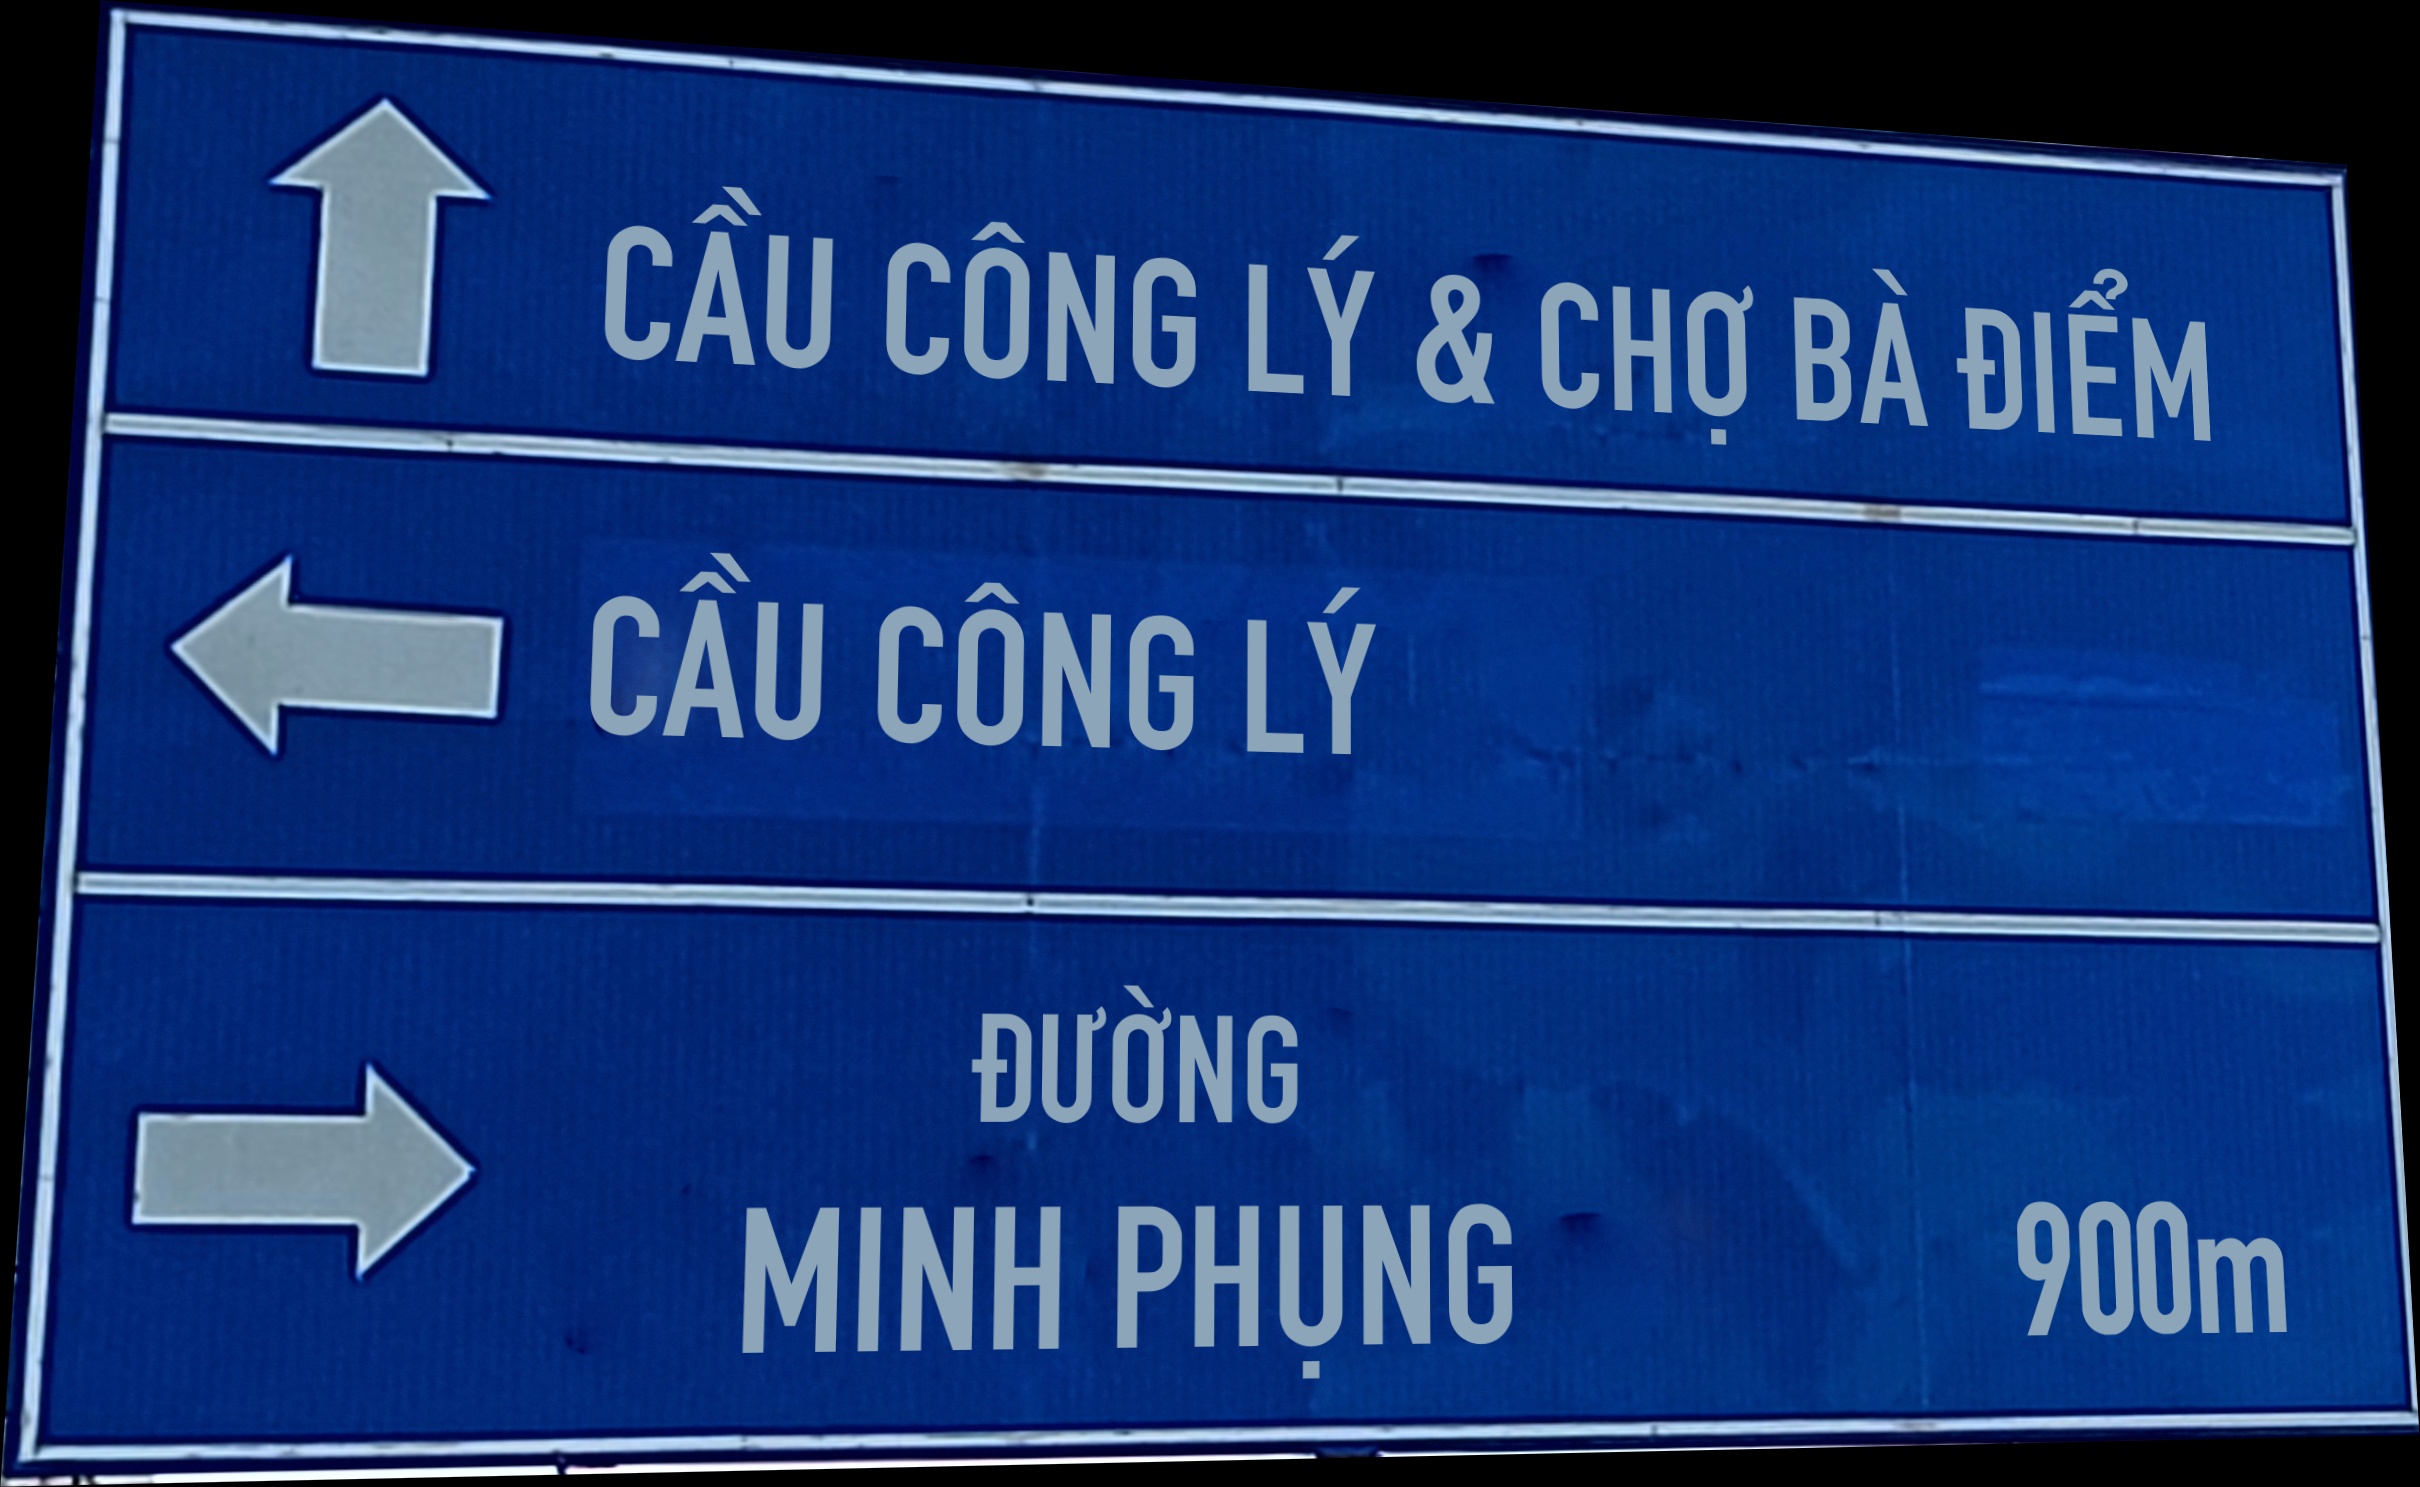 CẦU CÔNG LÝ & CHỢ BÀ ĐIỂM
CẦU CÔNG LÝ
ĐƯỜNG
MINH PHỤNG
900m